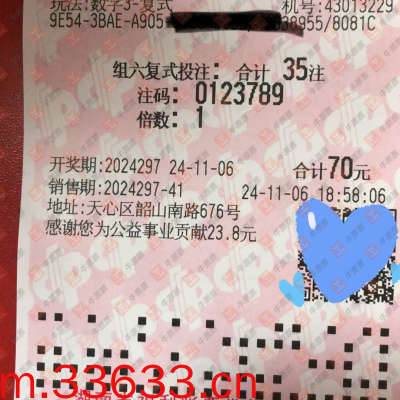 玩法:数字3-复式 机号:43013229
9E54-3BAE-A905 38955/8081C
组六复式投注: 合计 35注
注码: 0123789
倍数: 1
开奖期:2024297 24-11-06 合计70元
销售期:2024297-41 24-11-06 18:58:06
地址:天心区韶山南路676号
感谢您为公益事业贡献23.8元
m.33633.cn